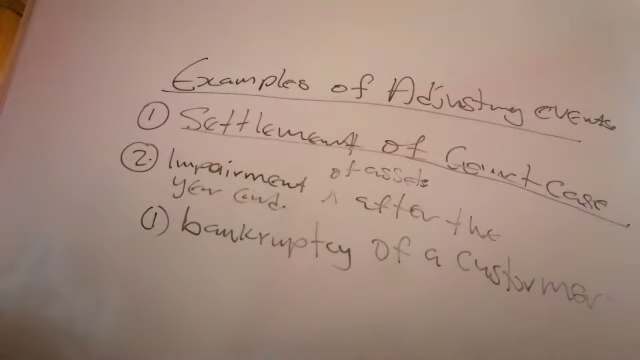 Examples of Adjusting events
① Settlement of Court case
② Impairment of assets after the
year end.
(1) bankruptcy of a customer